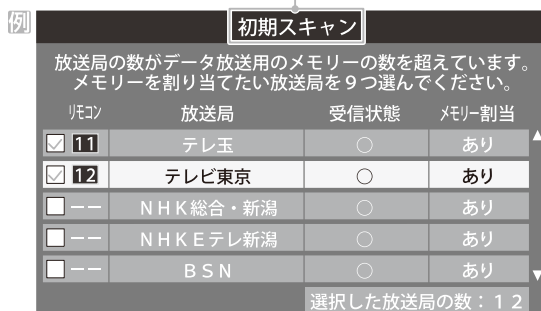 例
初期スキャン
放送局の数がデータ放送用のメモリーの数を超えています。
メモリーを割り当てたい放送局を9つ選んでください。
リモコン 放送局 受信状態 メモリー割当
11 テレ玉 ○ あり
12 テレビ東京 ○ あり
−− NHK総合・新潟 ○ あり
−− NHKEテレ新潟 ○ あり
−− BSN ○ あり
選択した放送局の数：12